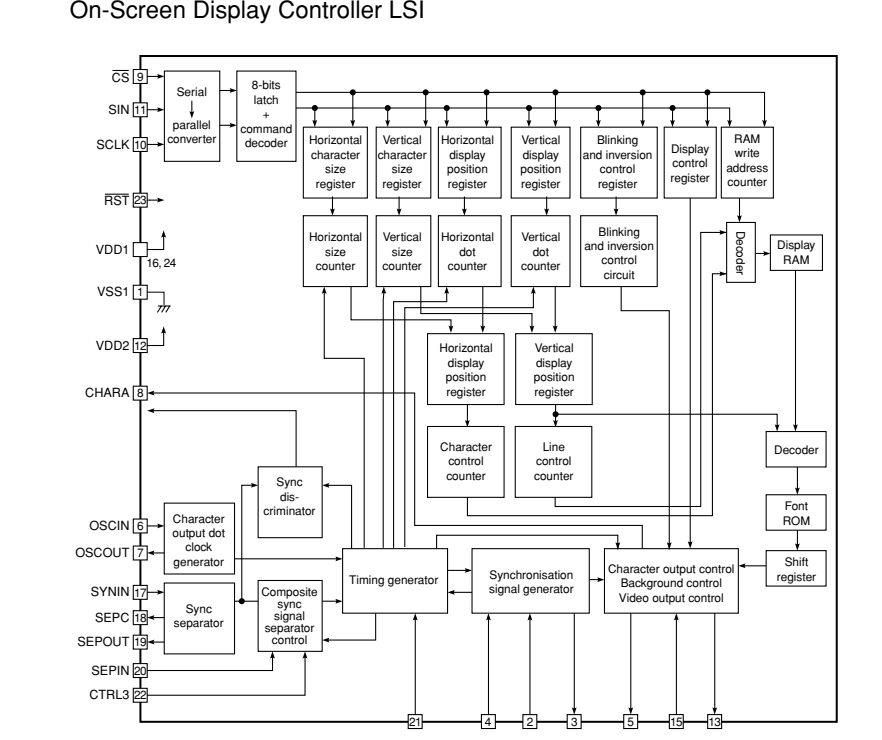 On-Screen Display Controller LSI
CS 9
SIN 11
SCLK 10
RST 23
VDD1
16, 24
VSS1 1
VDD2 12
CHARA 8
OSCIN 6
OSCOUT 7
SYNIN 17
SEPC 18
SEPOUT 19
SEPIN 20
CTRL3 22
Serial
parallel
converter
8-bits
latch
+
command
decoder
Horizontal
character
size
register
Vertical
character
size
register
Horizontal
display
position
register
Vertical
display
position
register
Blinking
and inversion
control
register
Display
control
register
RAM
write
address
counter
Horizontal
size
counter
Vertical
size
counter
Horizontal
dot
counter
Vertical
dot
counter
Blinking
and inversion
control
circuit
Decoder
Display
RAM
Horizontal
display
position
register
Vertical
display
position
register
Character
control
counter
Line
control
counter
Decoder
Font
ROM
Shift
register
Sync
dis-
criminator
Character
output dot
clock
generator
Sync
separator
Composite
sync
signal
separator
control
Timing generator
Synchronisation
signal generator
Character output control
Background control
Video output control
21 4 2 3 5 15 13